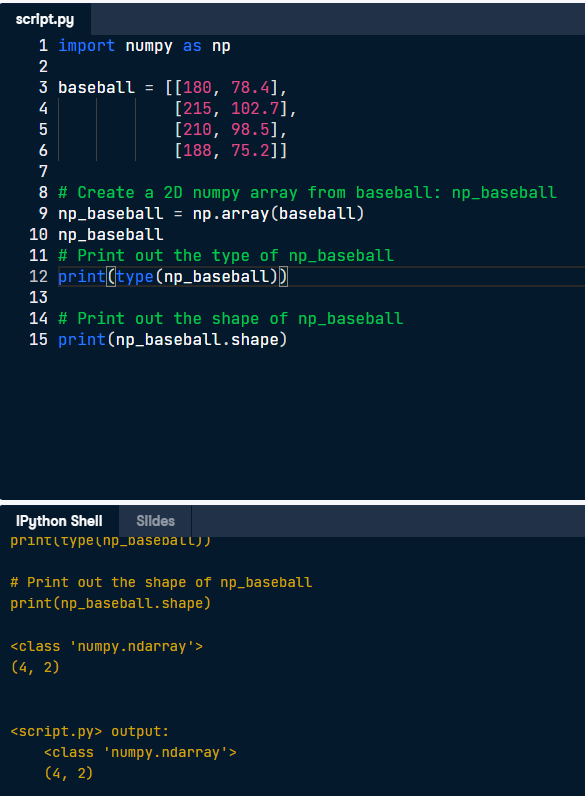 script.py
1 import numpy as np
2
3 baseball = [[180, 78.4],
4             [215, 102.7],
5             [210, 98.5],
6             [188, 75.2]]
7
8 # Create a 2D numpy array from baseball: np_baseball
9 np_baseball = np.array(baseball)
10 np_baseball
11 # Print out the type of np_baseball
12 print(type(np_baseball))
13
14 # Print out the shape of np_baseball
15 print(np_baseball.shape)
IPython Shell Slides
print(type(np_baseball))
# Print out the shape of np_baseball
print(np_baseball.shape)
<class 'numpy.ndarray'>
(4, 2)
<script.py> output:
    <class 'numpy.ndarray'>
    (4, 2)